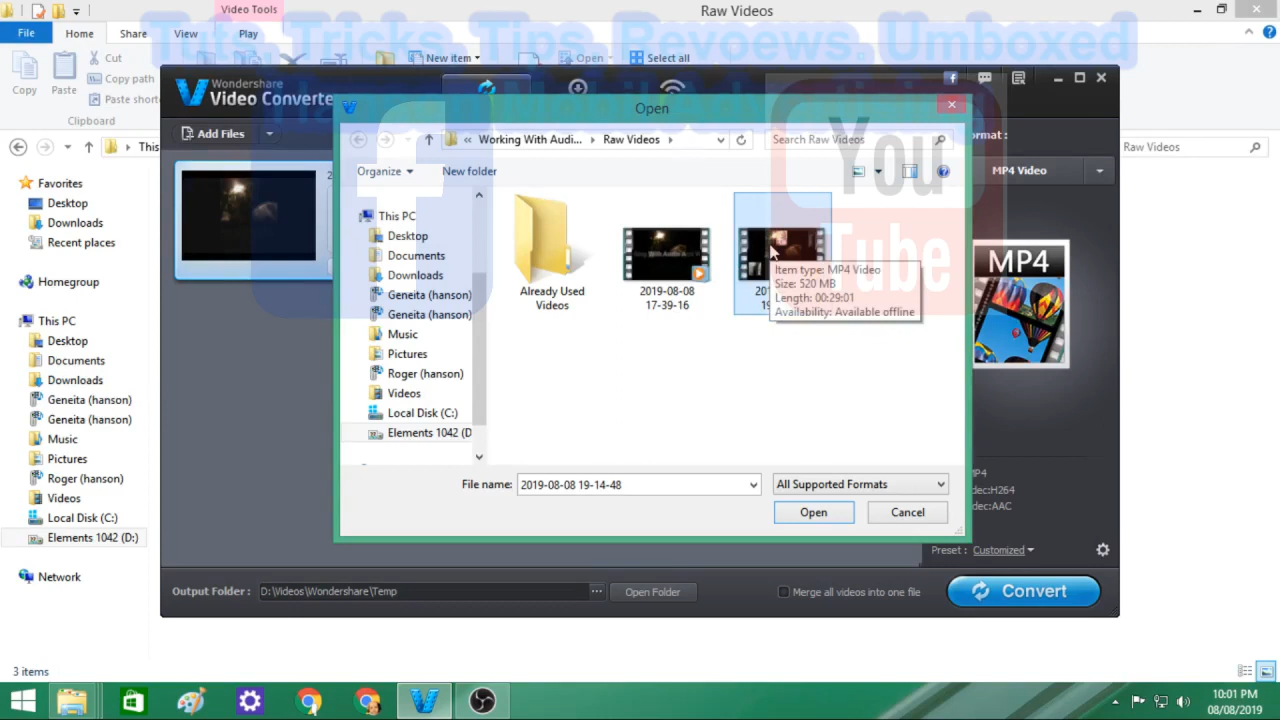 Video Tools
Raw Videos
File
Home
Share
View
Play
Cut
Copy path
Copy
Paste
Paste shortc
New item
Open
Select all
Clipboard
This
Raw Videos
Wondershare
Video Converte
Add Files
Format:
MP4 Video
MP4
Open
Working With Audi...
Raw Videos
Search Raw Videos
Organize
New folder
This PC
Desktop
Documents
Downloads
Geneita (hanson)
Geneita (hanson)
Music
Pictures
Roger (hanson)
Videos
Local Disk (C:)
Elements 1042 (D
Already Used
Videos
2019-08-08
17-39-16
Item type: MP4 Video
Size: 520 MB
Length: 00:29:01
Availability: Available offline
File name:
2019-08-08 19-14-48
All Supported Formats
Open
Cancel
You
Tube
Favorites
Desktop
Downloads
Recent places
Homegroup
This PC
Desktop
Documents
Downloads
Geneita (hanson)
Geneita (hanson)
Music
Pictures
Roger (hanson)
Videos
Local Disk (C:)
Elements 1042 (D:)
Network
MP4
dec:H264
dec:AAC
Preset :
Customized
Output Folder :
D:\Videos\Wondershare\Temp
Open Folder
Merge all videos into one file
Convert
3 items
10:01 PM
08/08/2019